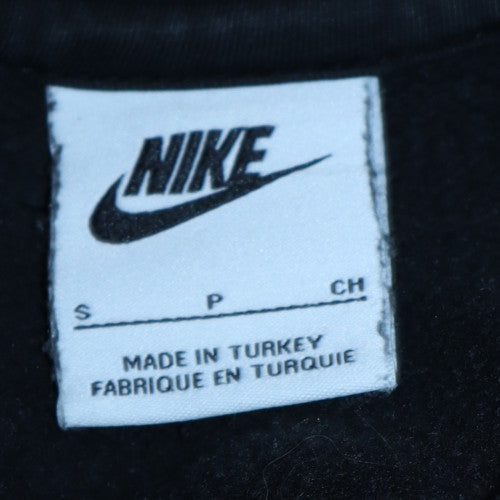 NIKE
S P CH
MADE IN TURKEY
FABRIQUE EN TURQUIE